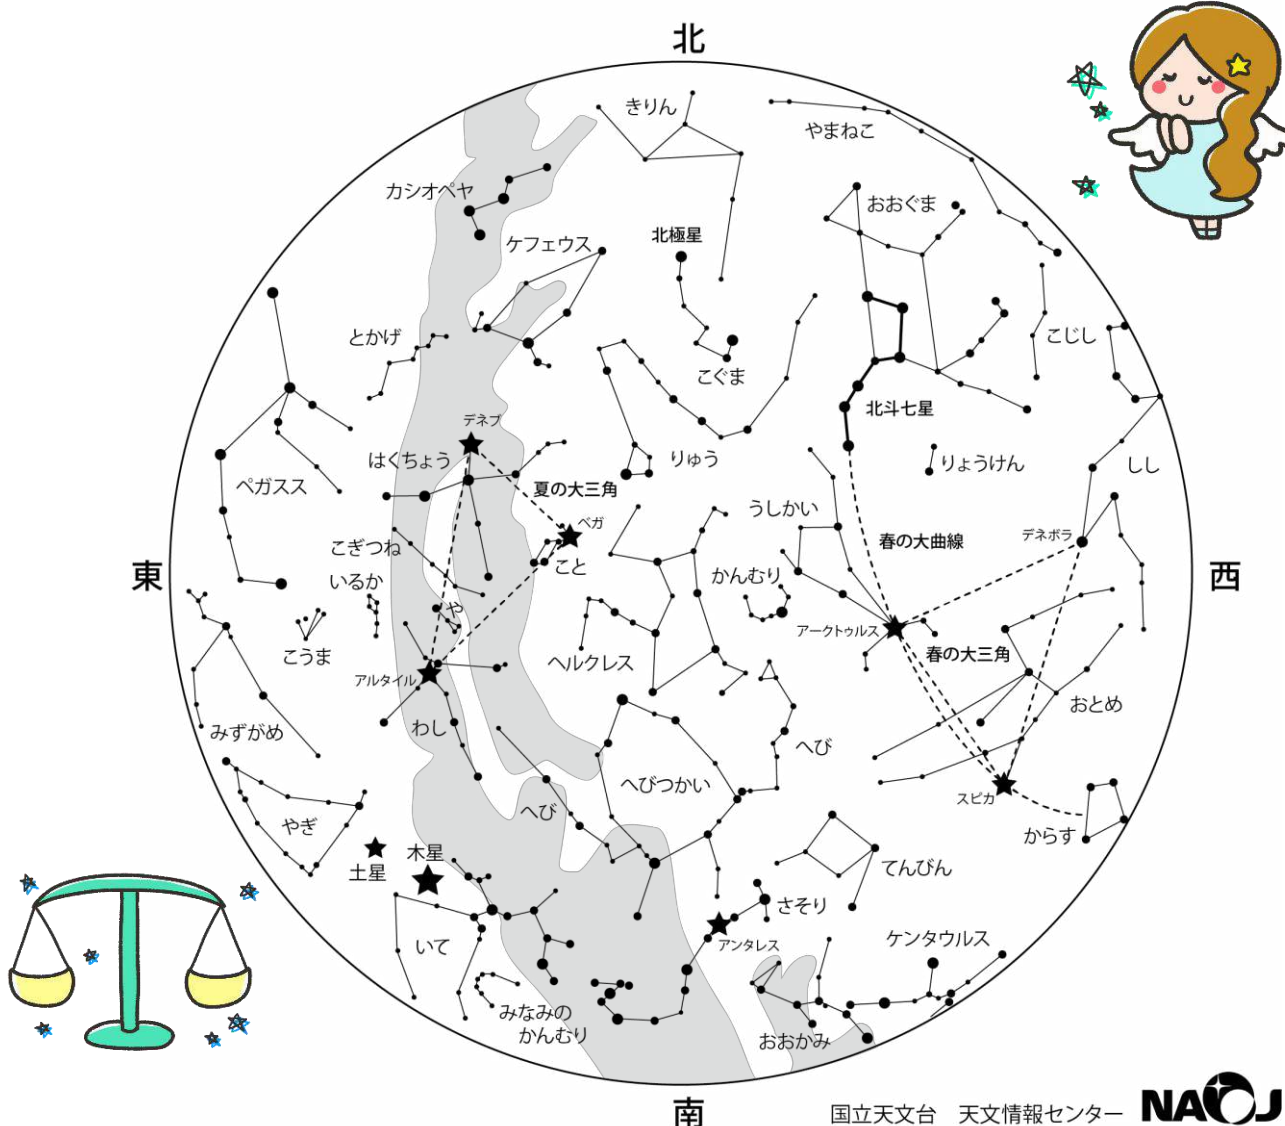 北
きりん
やまねこ
カシオペヤ
おおぐま
ケフェウス
北極星
とかげ
こじし
こぐま
北斗七星
デネブ
はくちょう
りゅう
りょうけん
しし
ペガスス
夏の大三角
うしかい
ベガ
春の大曲線
デネボラ
こぎつね
こと
東
いるか
かんむり
西
や
アークトゥルス
こうま
ヘルクレス
春の大三角
アルタイル
おとめ
みずがめ
わし
へび
へびつかい
スピカ
へび
やぎ
からす
木星
土星
てんびん
さそり
いて
アンタレス
ケンタウルス
みなみの
かんむり
おおかみ
南
国立天文台 天文情報センター
NAOJ